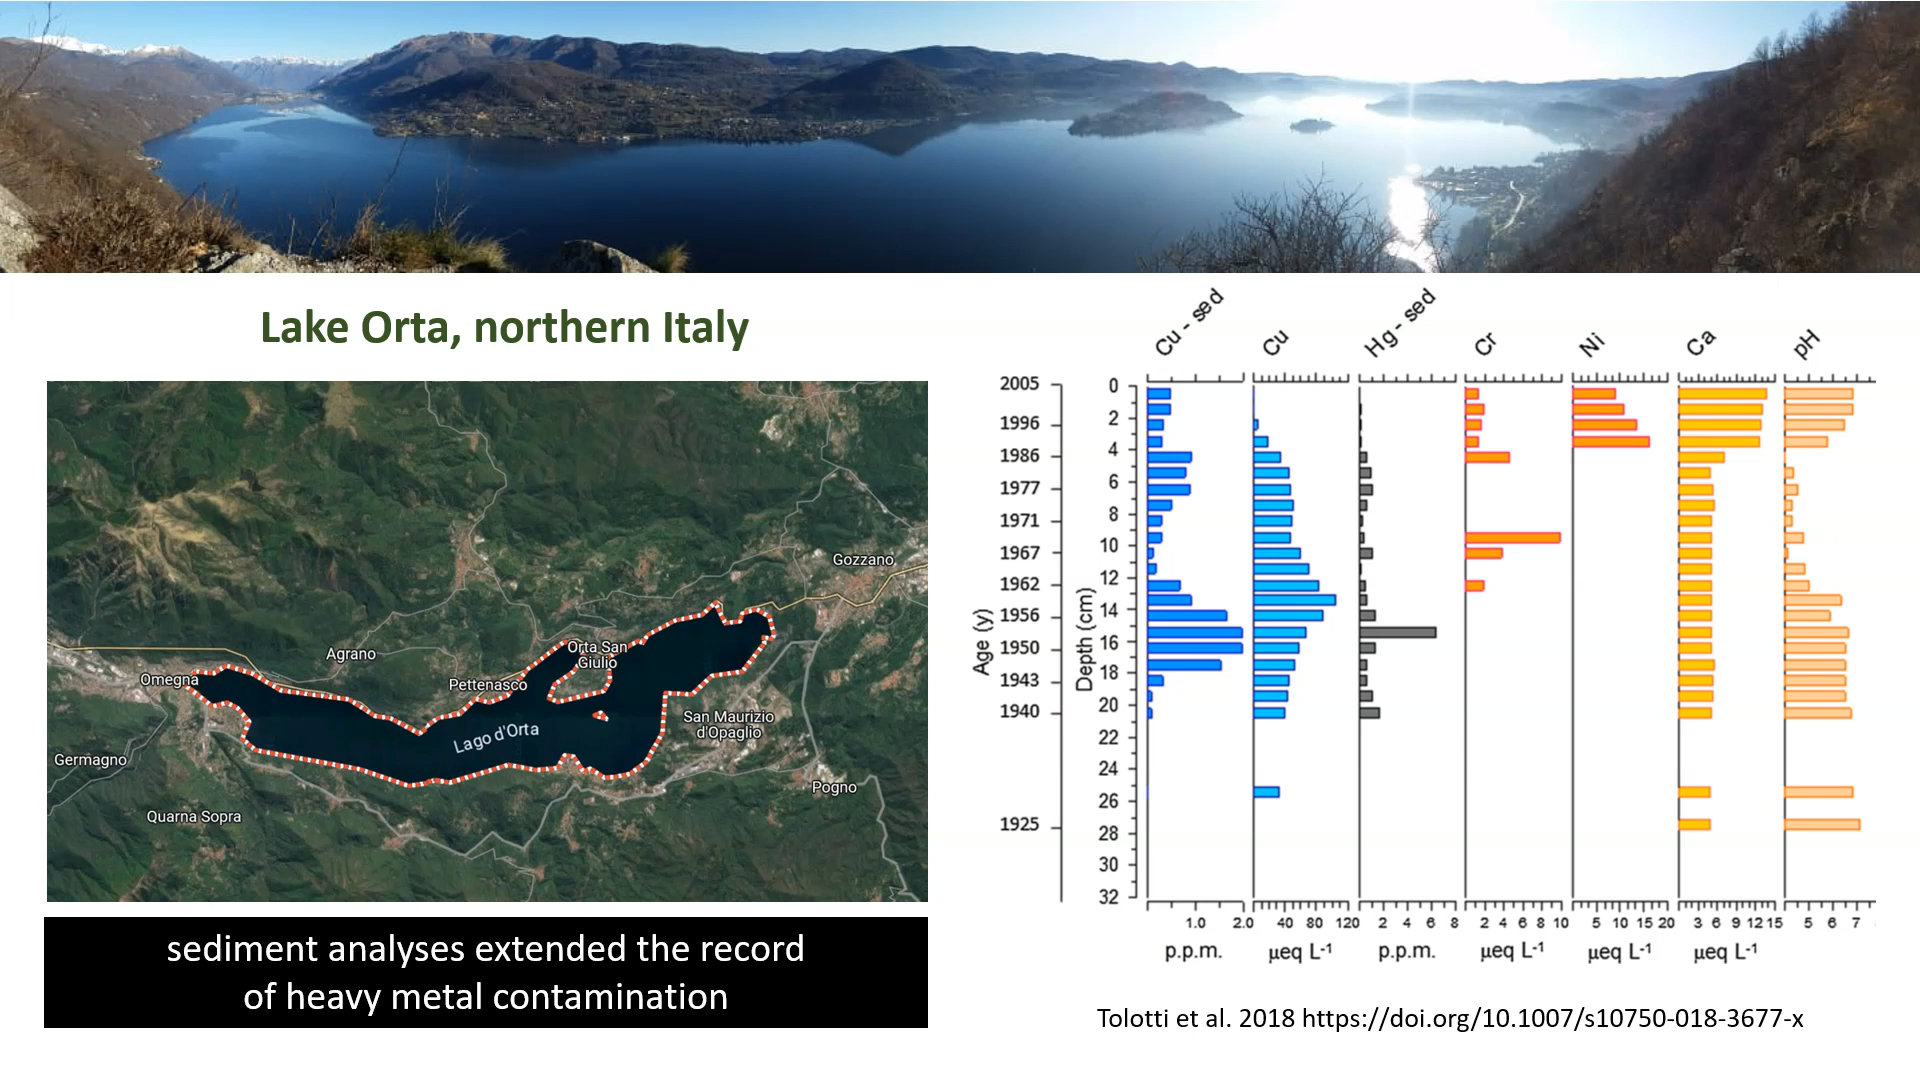 Lake Orta, northern Italy
Gozzano
Orta San
Giulio
Agrano
Omegna
Pettenasco
San Maurizio
d'Opaglio
Lago d'Orta
Germagno
Pogno
Quarna Sopra
sediment analyses extended the record
of heavy metal contamination
Cu - sed
Cu
Hg - sed
Cr
Ni
Ca
pH
Age (y)
2005
1996
1986
1977
1971
1967
1962
1956
1950
1943
1940
1925
Depth (cm)
0
2
4
6
8
10
12
14
16
18
20
22
24
26
28
30
32
1.0 2.0
40 80 120
2 4 6 8
2 4 6 8 10
5 10 15 20
3 6 9 12 15
5 6 7
p.p.m.
µeq L-1
p.p.m.
µeq L-1
µeq L-1
µeq L-1
Tolotti et al. 2018 https://doi.org/10.1007/s10750-018-3677-x